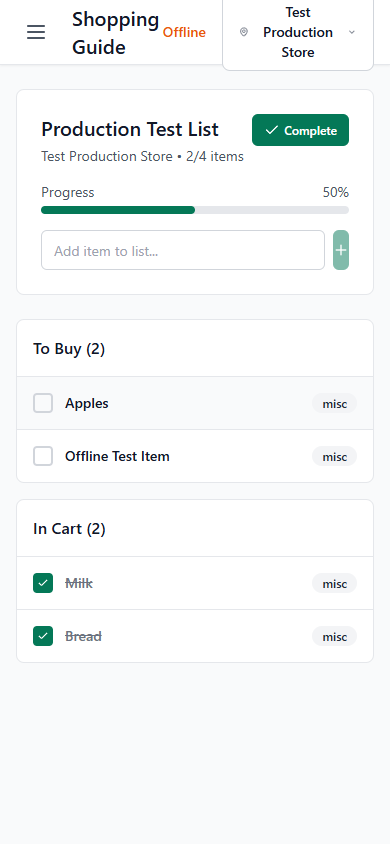 Shopping
Guide
Offline
Test
Production
Store
Production Test List
Complete
Test Production Store • 2/4 items
Progress
50%
Add item to list...
To Buy (2)
Apples
misc
Offline Test Item
misc
In Cart (2)
Milk
misc
Bread
misc